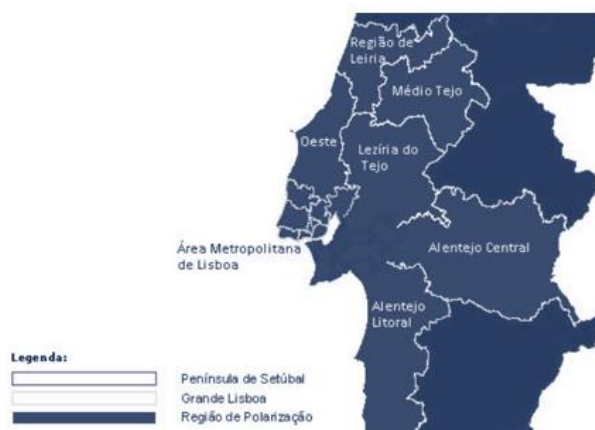 Região de
Leiria
Médio Tejo
Oeste
Lezíria do
Tejo
Área Metropolitana
de Lisboa
Alentejo Central
Alentejo
Litoral
Legenda:
Península de Setúbal
Grande Lisboa
Região de Polarização